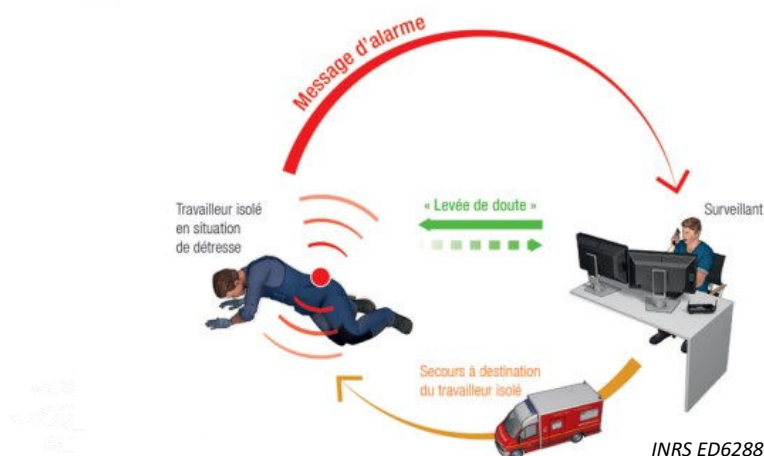 Message d'alarme
Travailleur isolé
en situation
de détresse
« Levée de doute »
Surveillant
Secours à destination
du travailleur isolé
INRS ED6288